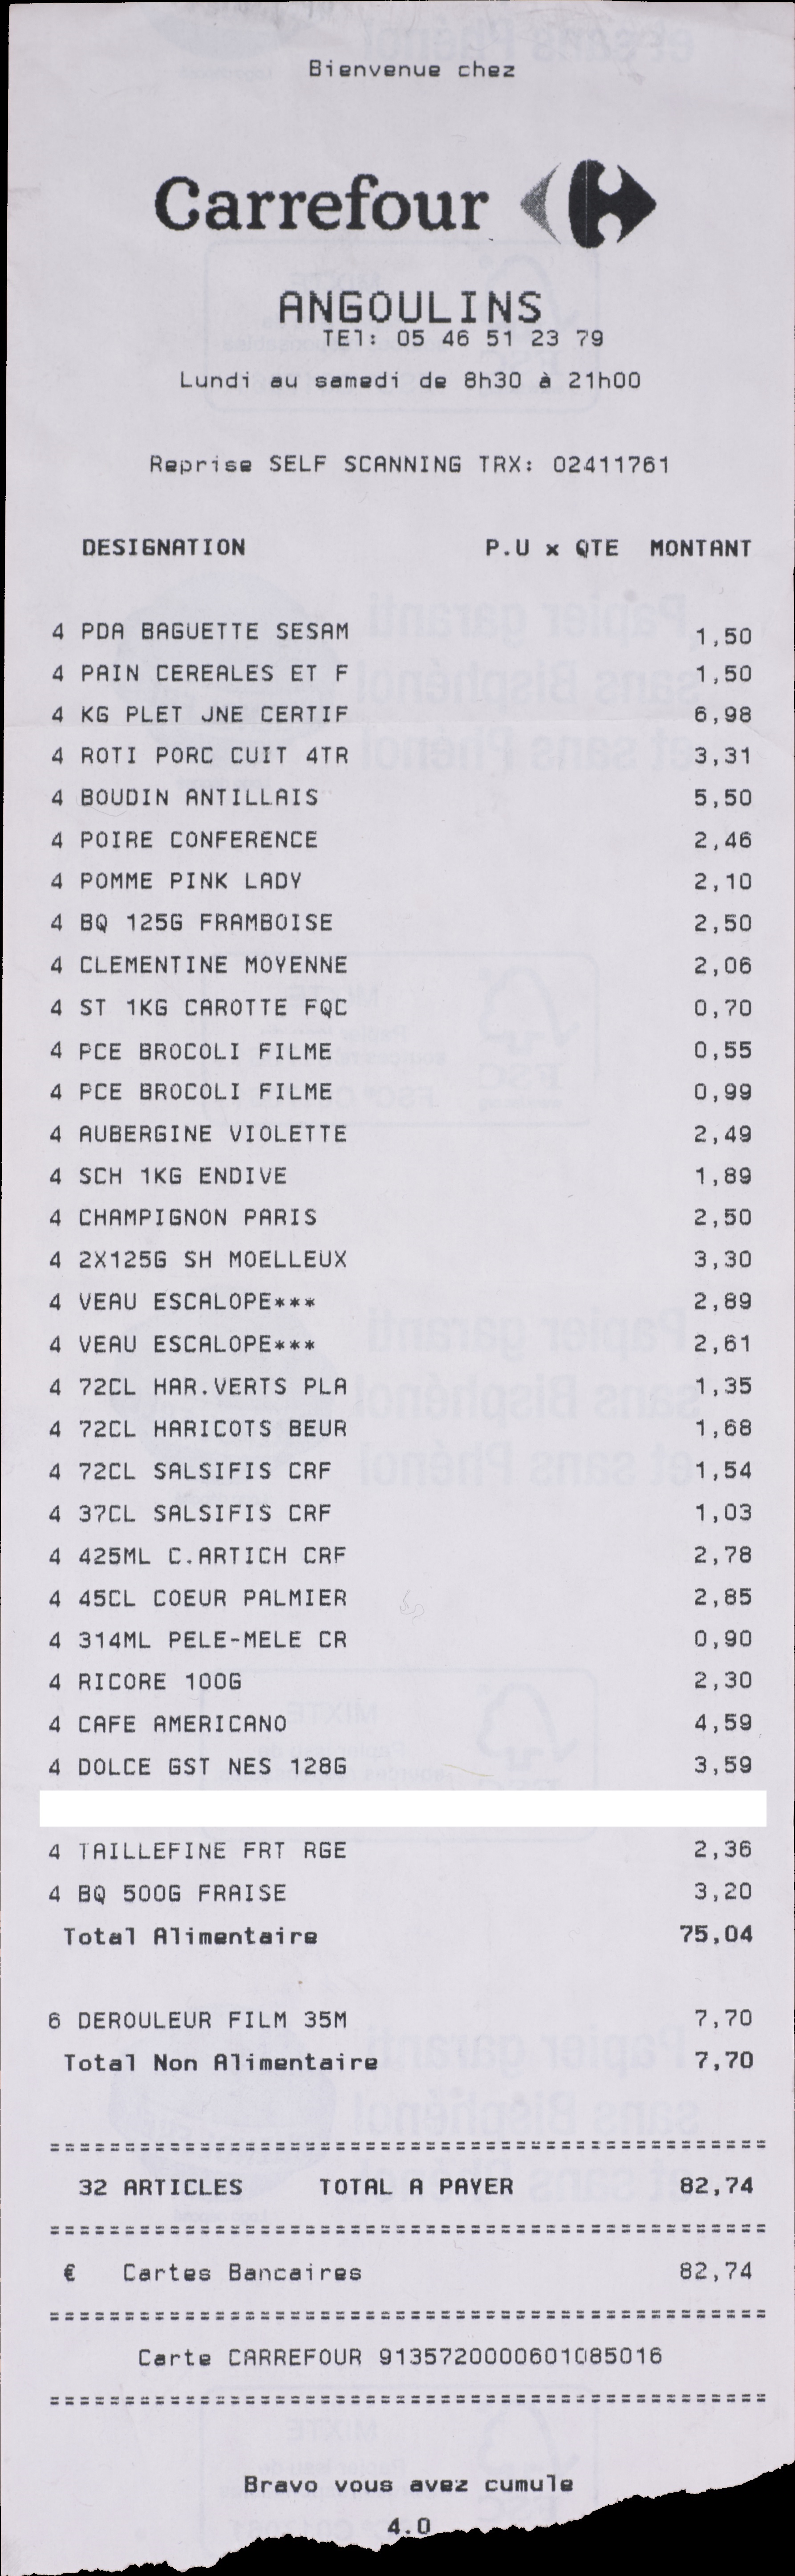 Bienvenue chez
Carrefour
ANGOULINS
TEl: 05 46 51 23 79
Lundi au samedi de 8h30 à 21h00
Reprise SELF SCANNING TRX: 02411761
DESIGNATION P.U x QTE MONTANT
4 PDA BAGUETTE SESAM 1,50
4 PAIN CEREALES ET F 1,50
4 KG PLET JNE CERTIF 6,98
4 ROTI PORC CUIT 4TR 3,31
4 BOUDIN ANTILLAIS 5,50
4 POIRE CONFERENCE 2,46
4 POMME PINK LADY 2,10
4 BQ 125G FRAMBOISE 2,50
4 CLEMENTINE MOYENNE 2,06
4 ST 1KG CAROTTE FQC 0,70
4 PCE BROCOLI FILME 0,55
4 PCE BROCOLI FILME 0,99
4 AUBERGINE VIOLETTE 2,49
4 SCH 1KG ENDIVE 1,89
4 CHAMPIGNON PARIS 2,50
4 2X125G SH MOELLEUX 3,30
4 VEAU ESCALOPE*** 2,89
4 VEAU ESCALOPE*** 2,61
4 72CL HAR.VERTS PLA 1,35
4 72CL HARICOTS BEUR 1,68
4 72CL SALSIFIS CRF 1,54
4 37CL SALSIFIS CRF 1,03
4 425ML C.ARTICH CRF 2,78
4 45CL COEUR PALMIER 2,85
4 314ML PELE-MELE CR 0,90
4 RICORE 100G 2,30
4 CAFE AMERICANO 4,59
4 DOLCE GST NES 128G 3,59
4 TAILLEFINE FRT RGE 2,36
4 BQ 500G FRAISE 3,20
Total Alimentaire 75,04
6 DEROULEUR FILM 35M 7,70
Total Non Alimentaire 7,70
================================================
32 ARTICLES TOTAL A PAYER 82,74
================================================
€ Cartes Bancaires 82,74
================================================
Carte CARREFOUR 9135720000601085016
================================================
Bravo vous avez cumule
4.0